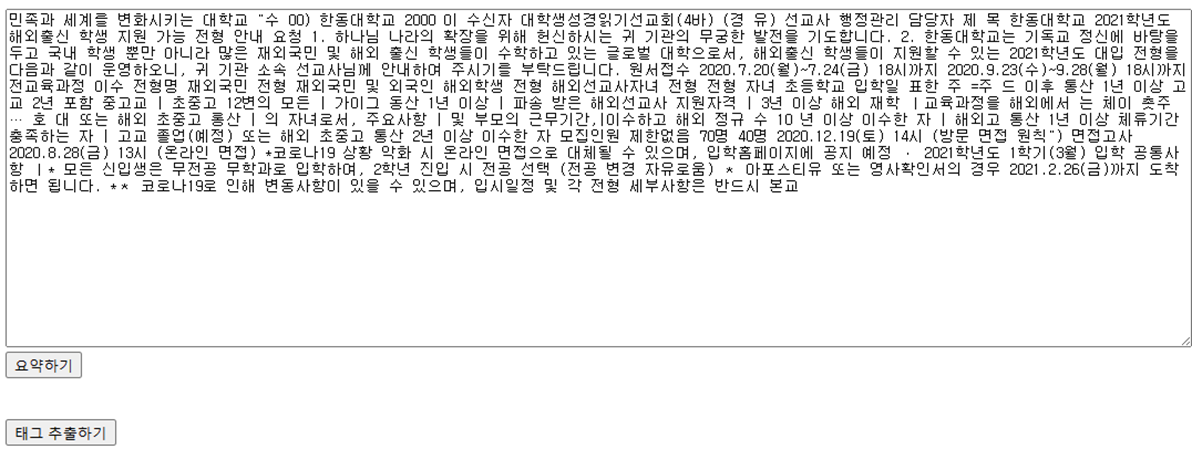 민족과 세계를 변화시키는 대학교 "수 00) 한동대학교 2000 이 수신자 대학생성경읽기선교회(4바) (경 유) 선교사 행정관리 담당자 제 목 한동대학교 2021학년도
해외출신 학생 지원 가능 전형 안내 요청 1. 하나님 나라의 확장을 위해 헌신하시는 귀 기관의 무궁한 발전을 기도합니다. 2. 한동대학교는 기독교 정신에 바탕을
두고 국내 학생 뿐만 아니라 많은 재외국민 및 해외 출신 학생들이 수학하고 있는 글로벌 대학으로서, 해외출신 학생들이 지원할 수 있는 2021학년도 대입 전형을
다음과 같이 운영하오니, 귀 기관 소속 선교사님께 안내하여 주시기를 부탁드립니다. 원서접수 2020.7.20(월)~7.24(금) 18시까지 2020.9.23(수)~9.28(월) 18시까지
전교육과정 이수 전형명 재외국민 전형 재외국민 및 외국인 해외학생 전형 해외선교사자녀 전형 전형 자녀 초등학교 입학일 표한 주 =주 드 이후 통산 1년 이상 고
교 2년 포함 중고교 | 초중고 12변의 모든 | 가이그 동산 1년 이상 | 파송 받은 해외선교사 지원자격 | 3년 이상 해외 재학 |교육과정을 해외에서 는 체이 횻주
… 호 대 또는 해외 초중고 통산 | 의 자녀로서, 주요사항 | 및 부모의 근무기간,|이수하고 해외 정규 수 10 년 이상 이수한 자 | 해외고 통산 1년 이상 체류기간
충족하는 자 | 고교 졸업(예정) 또는 해외 초중고 통산 2년 이상 이수한 자 모집인원 제한없음 70명 40명 2020.12.19(토) 14시 (방문 면접 원칙") 면접고사
2020.8.28(금) 13시 (온라인 면접) *코로나19 상황 악화 시 온라인 면접으로 대체될 수 있으며, 입학홈페이지에 공지 예정 · 2021학년도 1학기(3월) 입학 공통사
항 |* 모든 신입생은 무전공 무학과로 입학하며, 2학년 진입 시 전공 선택 (전공 변경 자유로움) * 아포스티유 또는 영사확인서의 경우 2021.2.26(금)까지 도착
하면 됩니다. ** 코로나19로 인해 변동사항이 있을 수 있으며, 입시일정 및 각 전형 세부사항은 반드시 본교
요약하기
태그 추출하기